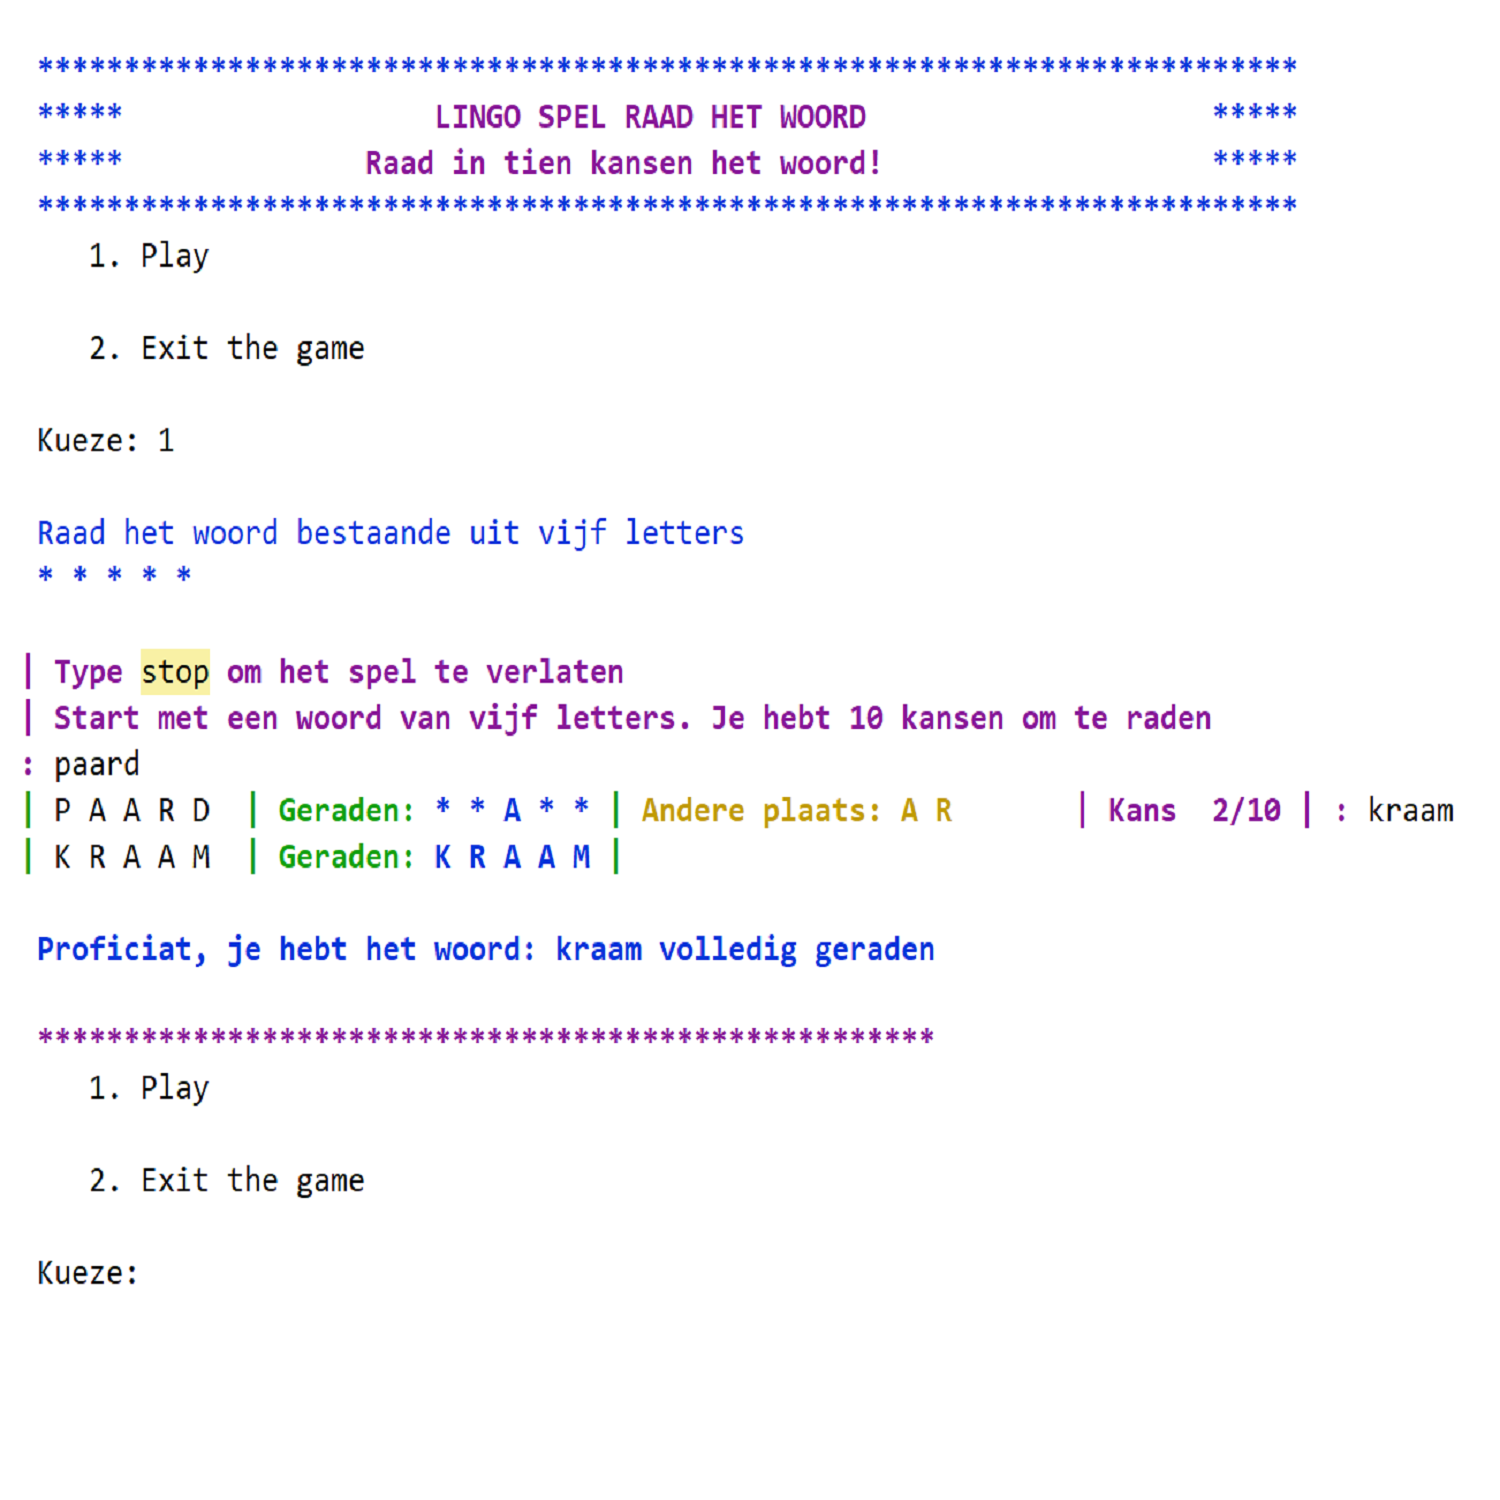 *************************************************************************
***** LINGO SPEL RAAD HET WOORD *****
***** Raad in tien kansen het woord! *****
*************************************************************************
1. Play
2. Exit the game
Kueze: 1
Raad het woord bestaande uit vijf letters
* * * * *
| Type stop om het spel te verlaten
| Start met een woord van vijf letters. Je hebt 10 kansen om te raden
: paard
| P A A R D | Geraden: * * A * * | Andere plaats: A R | Kans 2/10 | : kraam
| K R A A M | Geraden: K R A A M |
Proficiat, je hebt het woord: kraam volledig geraden
****************************************************
1. Play
2. Exit the game
Kueze: